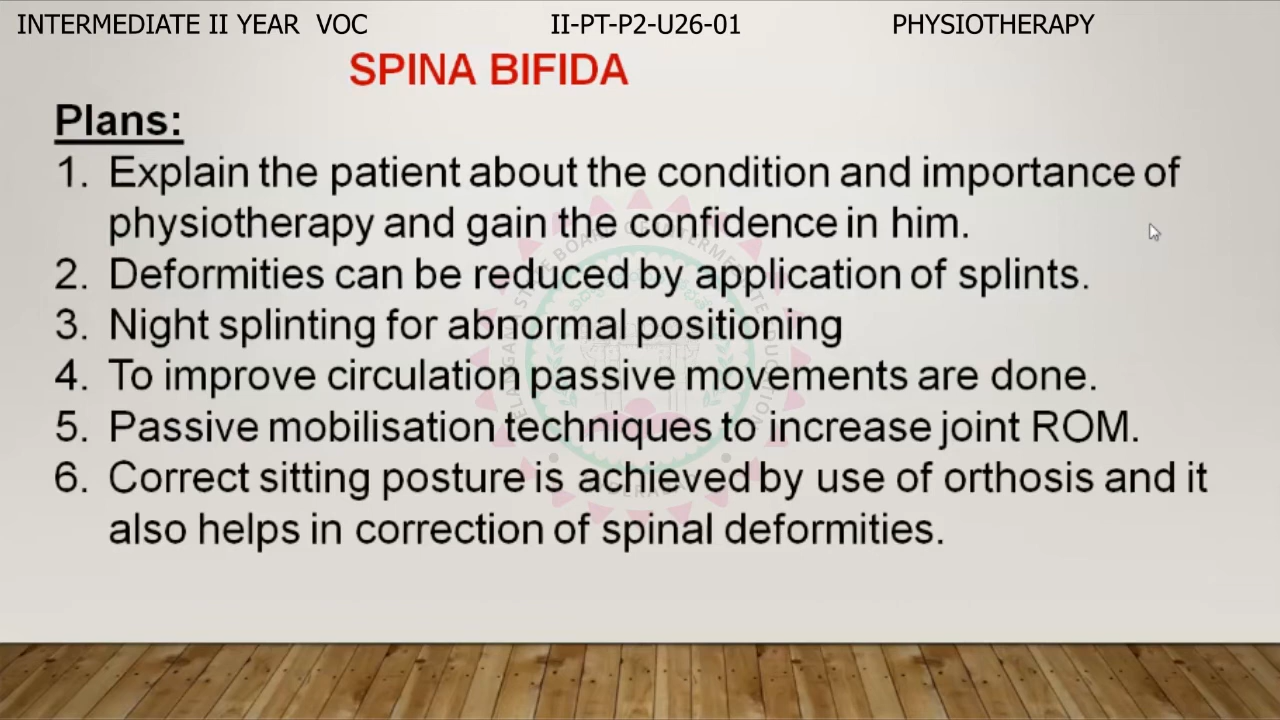 INTERMEDIATE II YEAR VOC II-PT-P2-U26-01 PHYSIOTHERAPY
SPINA BIFIDA
Plans:
1. Explain the patient about the condition and importance of
physiotherapy and gain the confidence in him.
2. Deformities can be reduced by application of splints.
3. Night splinting for abnormal positioning
4. To improve circulation passive movements are done.
5. Passive mobilisation techniques to increase joint ROM.
6. Correct sitting posture is achieved by use of orthosis and it
also helps in correction of spinal deformities.